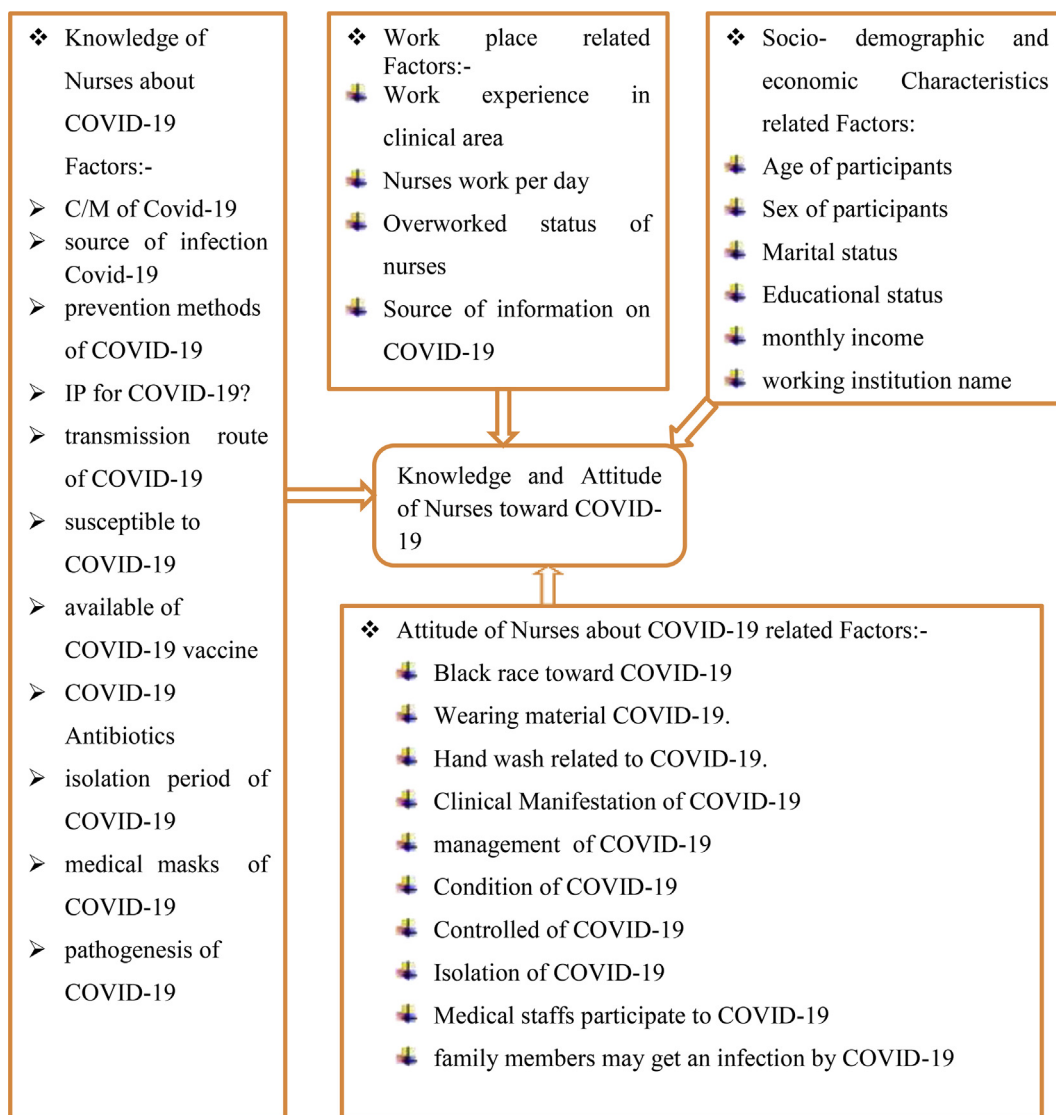 Knowledge of
Nurses about
COVID-19
Factors:-
C/M of Covid-19
source of infection
Covid-19
prevention methods
of COVID-19
IP for COVID-19?
transmission route
of COVID-19
susceptible to
COVID-19
available of
COVID-19 vaccine
COVID-19
Antibiotics
isolation period of
COVID-19
medical masks of
COVID-19
pathogenesis of
COVID-19
Work place related
Factors:-
Work experience in
clinical area
Nurses work per day
Overworked status of
nurses
Source of information on
COVID-19
Socio- demographic and
economic Characteristics
related Factors:
Age of participants
Sex of participants
Marital status
Educational status
monthly income
working institution name
Knowledge and Attitude
of Nurses toward COVID-
19
Attitude of Nurses about COVID-19 related Factors:-
Black race toward COVID-19
Wearing material COVID-19.
Hand wash related to COVID-19.
Clinical Manifestation of COVID-19
management of COVID-19
Condition of COVID-19
Controlled of COVID-19
Isolation of COVID-19
Medical staffs participate to COVID-19
family members may get an infection by COVID-19